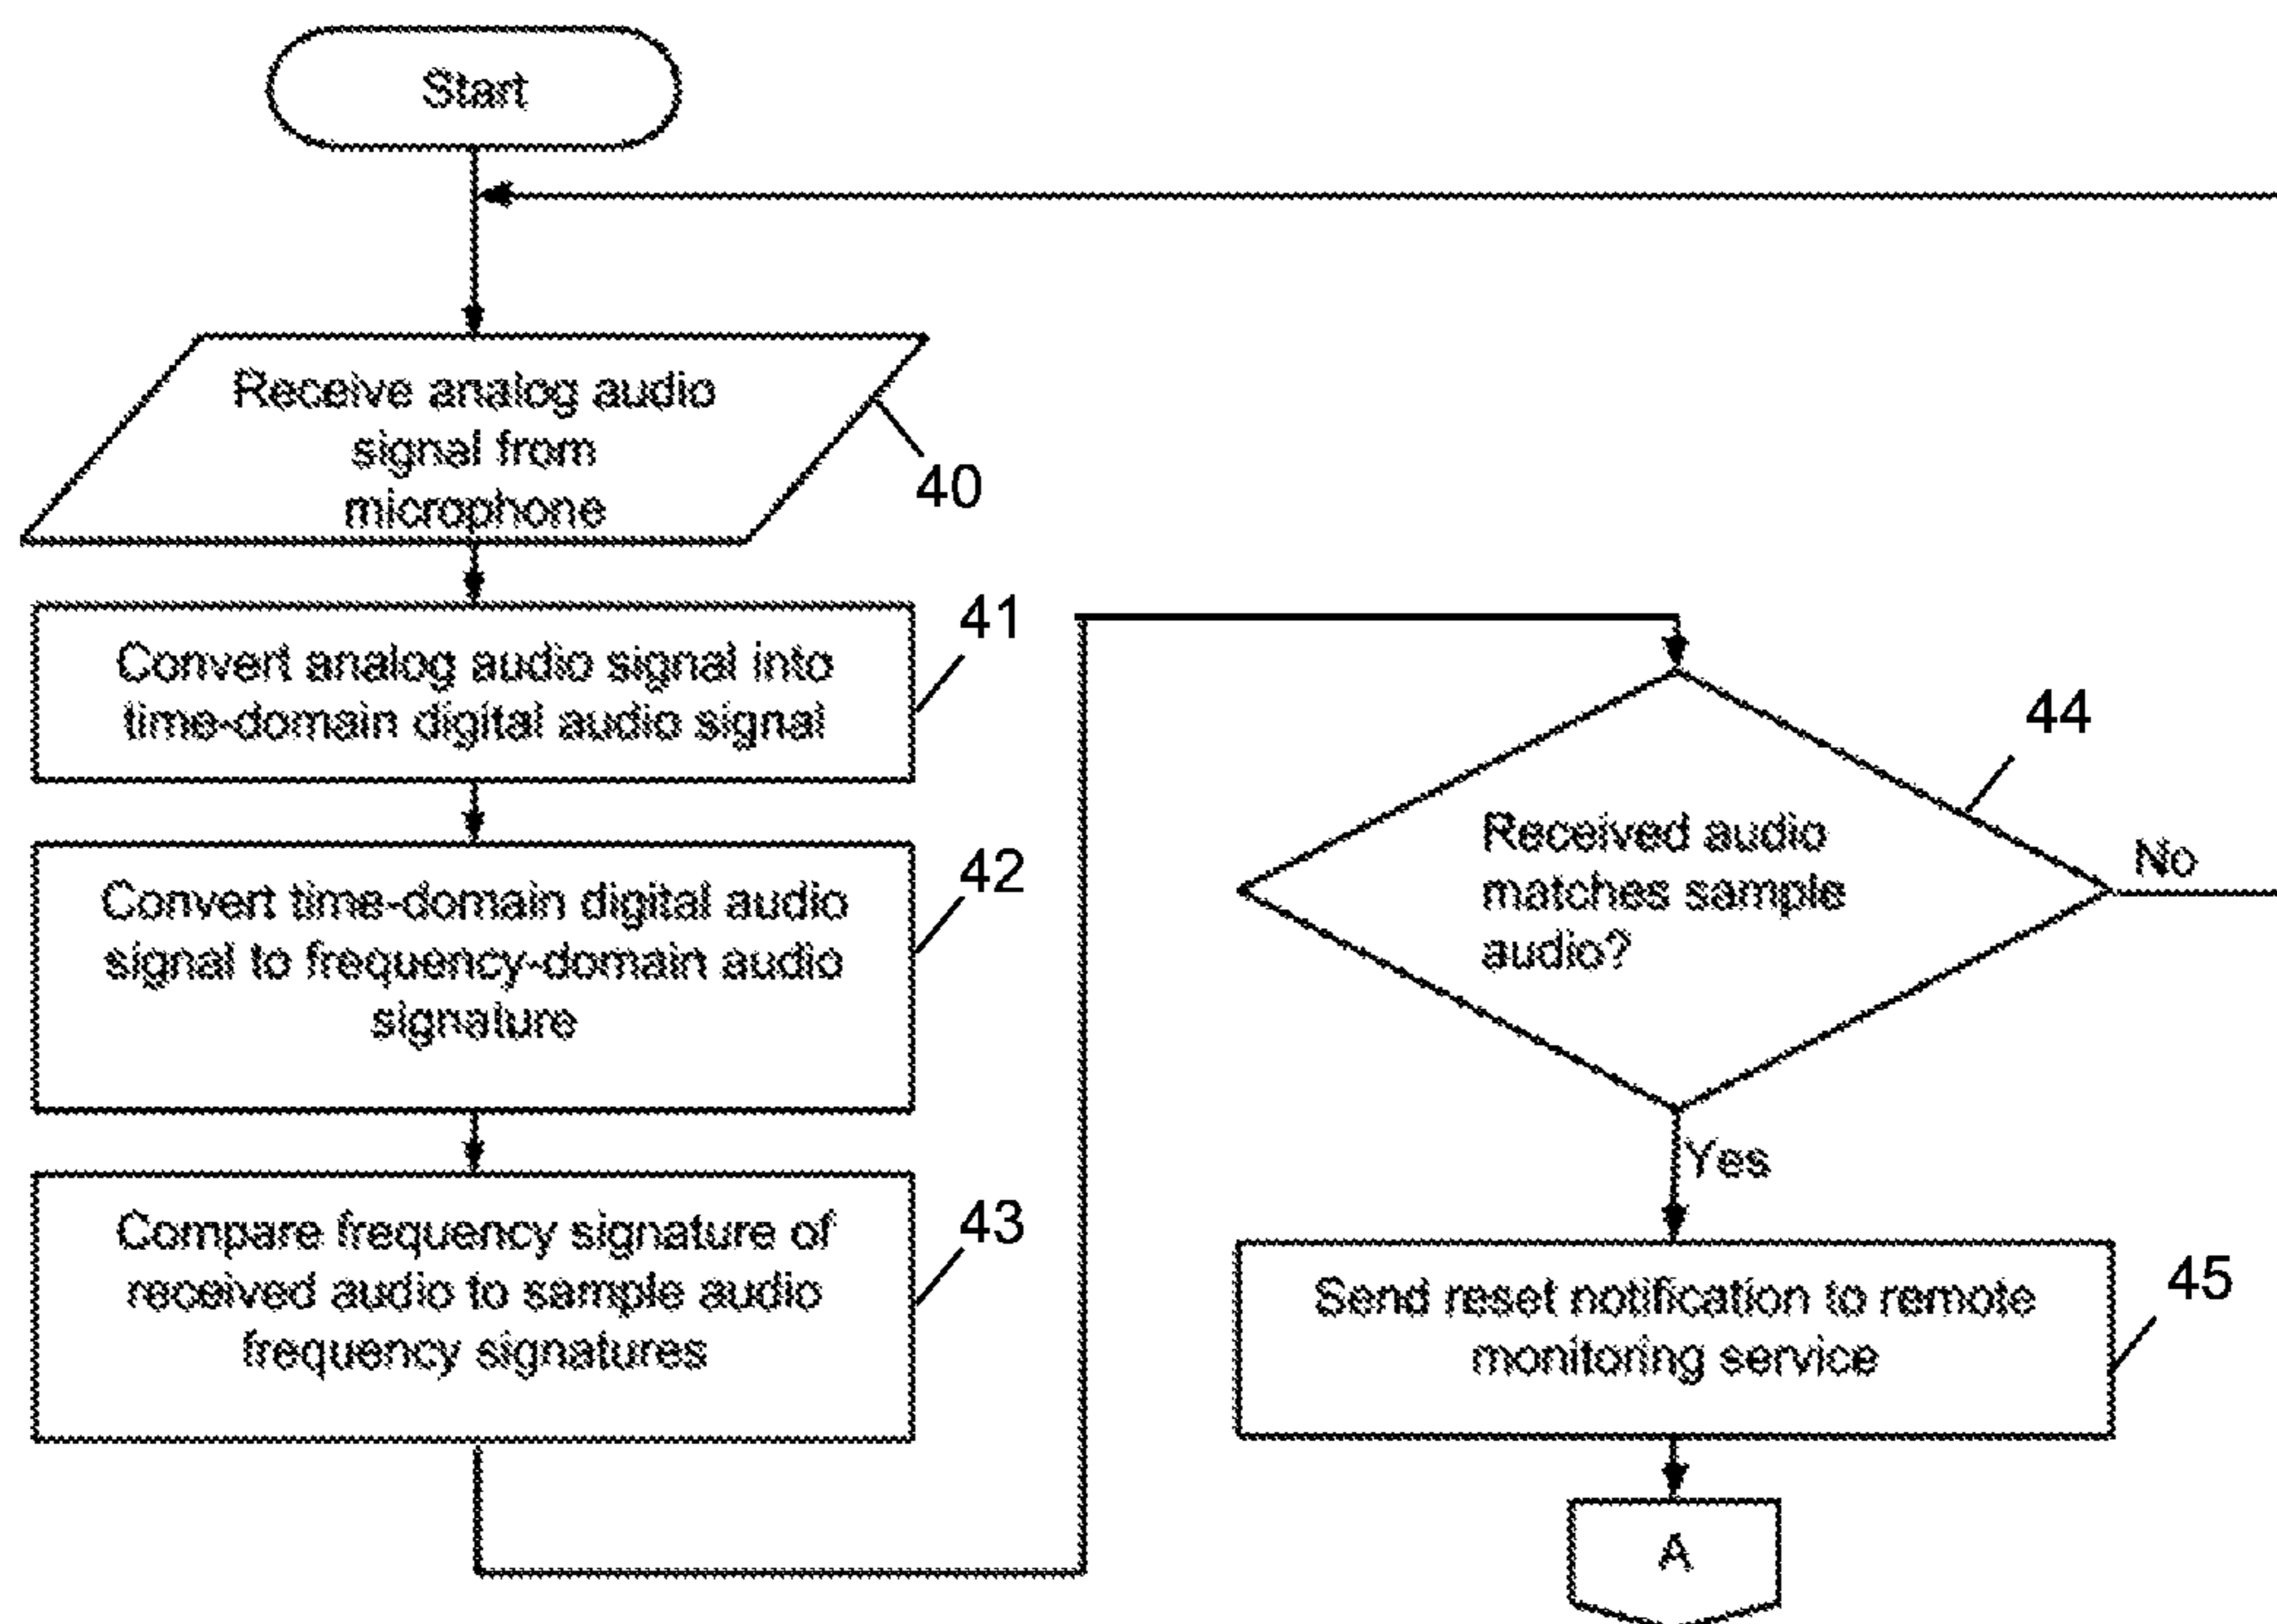 Start
Receive analog audio
signal from
microphone
40
Convert analog audio signal into
time-domain digital audio signal
41
Convert time-domain digital audio
signal to frequency-domain audio
signature
42
Compare frequency signature of
received audio to sample audio
frequency signatures
43
Received audio
matches sample
audio?
44
No
Yes
Send reset notification to remote
monitoring service
45
A